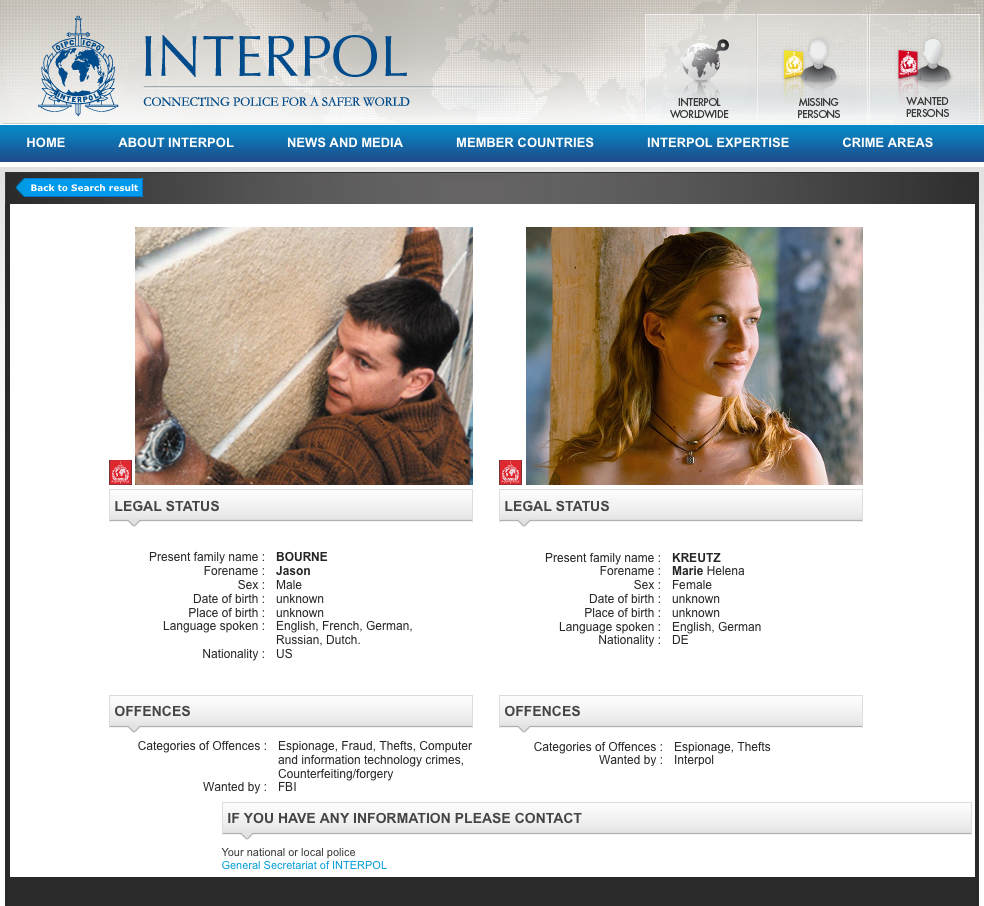 OIPC ICPO
INTERPOL
INTERPOL
CONNECTING POLICE FOR A SAFER WORLD
INTERPOL
WORLDWIDE
MISSING
PERSONS
WANTED
PERSONS
HOME
ABOUT INTERPOL
NEWS AND MEDIA
MEMBER COUNTRIES
INTERPOL EXPERTISE
CRIME AREAS
Back to Search result
LEGAL STATUS
Present family name : BOURNE
Forename : Jason
Sex : Male
Date of birth : unknown
Place of birth : unknown
Language spoken : English, French, German,
Russian, Dutch.
Nationality : US
LEGAL STATUS
Present family name : KREUTZ
Forename : Marie Helena
Sex : Female
Date of birth : unknown
Place of birth : unknown
Language spoken : English, German
Nationality : DE
OFFENCES
Categories of Offences : Espionage, Fraud, Thefts, Computer
and information technology crimes,
Counterfeiting/forgery
Wanted by : FBI
OFFENCES
Categories of Offences : Espionage, Thefts
Wanted by : Interpol
IF YOU HAVE ANY INFORMATION PLEASE CONTACT
Your national or local police
General Secretariat of INTERPOL